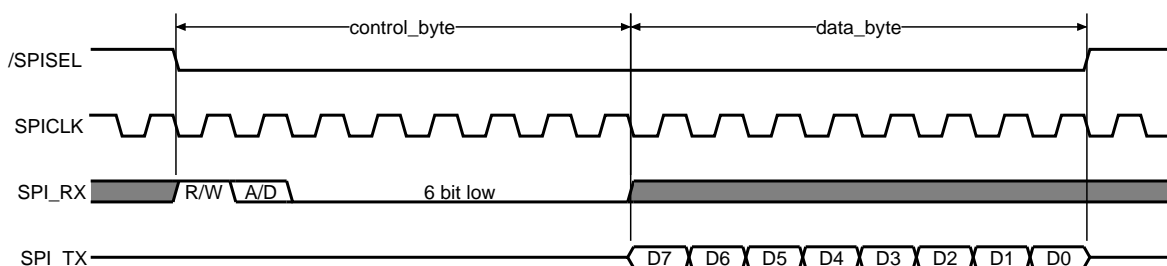 control_byte data_byte
/SPISEL
SPICLK
SPI_RX R/W A/D 6 bit low
SPI_TX D7 D6 D5 D4 D3 D2 D1 D0